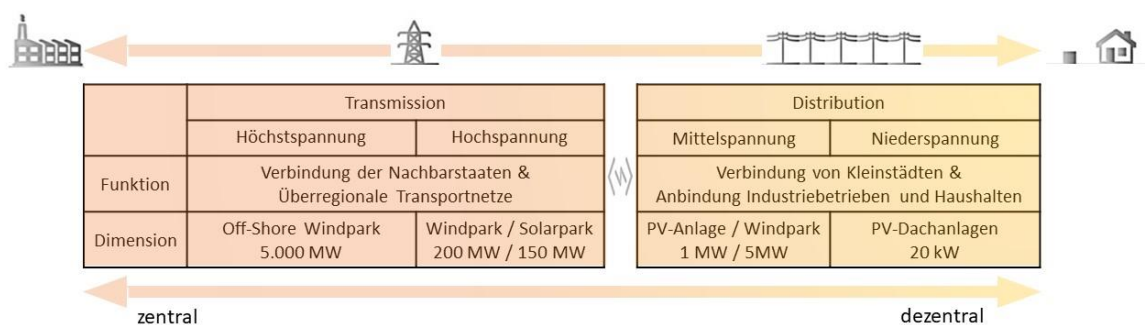 Transmission
Distribution
Höchstspannung
Hochspannung
Mittelspannung
Niederspannung
Funktion
Verbindung der Nachbarstaaten &
Überregionale Transportnetze
Verbindung von Kleinstädten &
Anbindung Industriebetrieben und Haushalten
Dimension
Off-Shore Windpark
5.000 MW
Windpark / Solarpark
200 MW / 150 MW
PV-Anlage / Windpark
1 MW / 5MW
PV-Dachanlagen
20 kW
zentral
dezentral